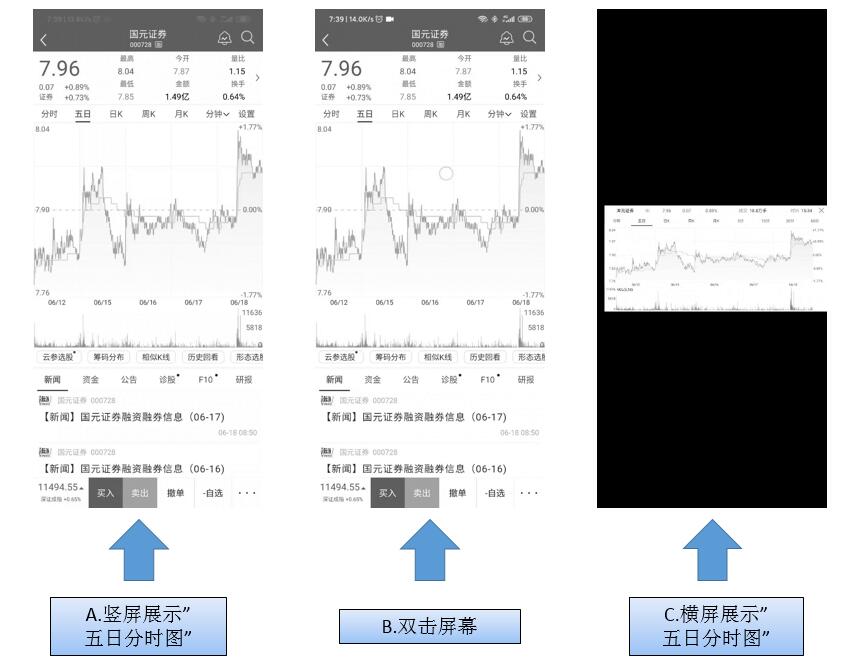 7:39 | 14.0K/s
国元证券
000728
7.96
0.07 +0.89%
证券 +0.73%
最高 今开 量比
8.04 7.87 1.15
最低 金额 换手
7.85 1.49亿 0.64%
分时 五日 日K 周K 月K 分钟 设置
8.04 +1.77%
7.90 0.00%
7.76 -1.77%
06/12 06/15 06/16 06/17 06/18
11636
5818
云参选股 筹码分布 相似K线 历史回看 形态选股
新闻 资金 公告 诊股 F10 研报
国元证券 000728
【新闻】国元证券融资融券信息（06-17)
06-18 08:50
国元证券 000728
【新闻】国元证券融资融券信息（06-16)
11494.55
深证成指 +0.65%
买入 卖出 撤单 -自选 ···
7:39 | 14.0K/s
国元证券
000728
7.96
0.07 +0.89%
证券 +0.73%
最高 今开 量比
8.04 7.87 1.15
最低 金额 换手
7.85 1.49亿 0.64%
分时 五日 日K 周K 月K 分钟 设置
8.04 +1.77%
7.90 0.00%
7.76 -1.77%
06/12 06/15 06/16 06/17 06/18
11636
5818
云参选股 筹码分布 相似K线 历史回看 形态选股
新闻 资金 公告 诊股 F10 研报
国元证券 000728
【新闻】国元证券融资融券信息（06-17)
06-18 08:50
国元证券 000728
【新闻】国元证券融资融券信息（06-16)
11494.55
深证成指 +0.65%
买入 卖出 撤单 -自选 ···
国元证券 7.96 0.07 0.89%
A.竖屏展示”
五日分时图”
B.双击屏幕
C.横屏展示”
五日分时图”